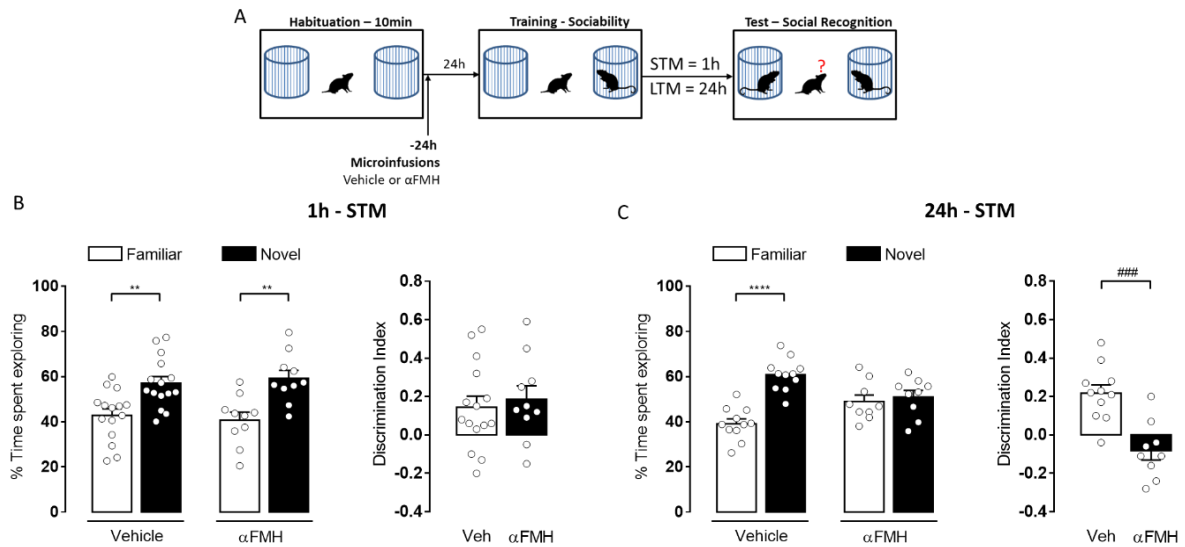 A
Habituation – 10min
Training - Sociability
Test – Social Recognition
24h
STM = 1h
LTM = 24h
?
-24h
Microinfusions
Vehicle or αFMH
B
1h - STM
Familiar
Novel
% Time spent exploring
100
80
60
40
20
0
**
**
Vehicle
αFMH
Discrimination Index
0.8
0.6
0.4
0.2
0.0
-0.2
-0.4
Veh
αFMH
C
24h - STM
Familiar
Novel
% Time spent exploring
100
80
60
40
20
0
****
Vehicle
αFMH
Discrimination Index
0.8
0.6
0.4
0.2
0.0
-0.2
-0.4
###
Veh
αFMH